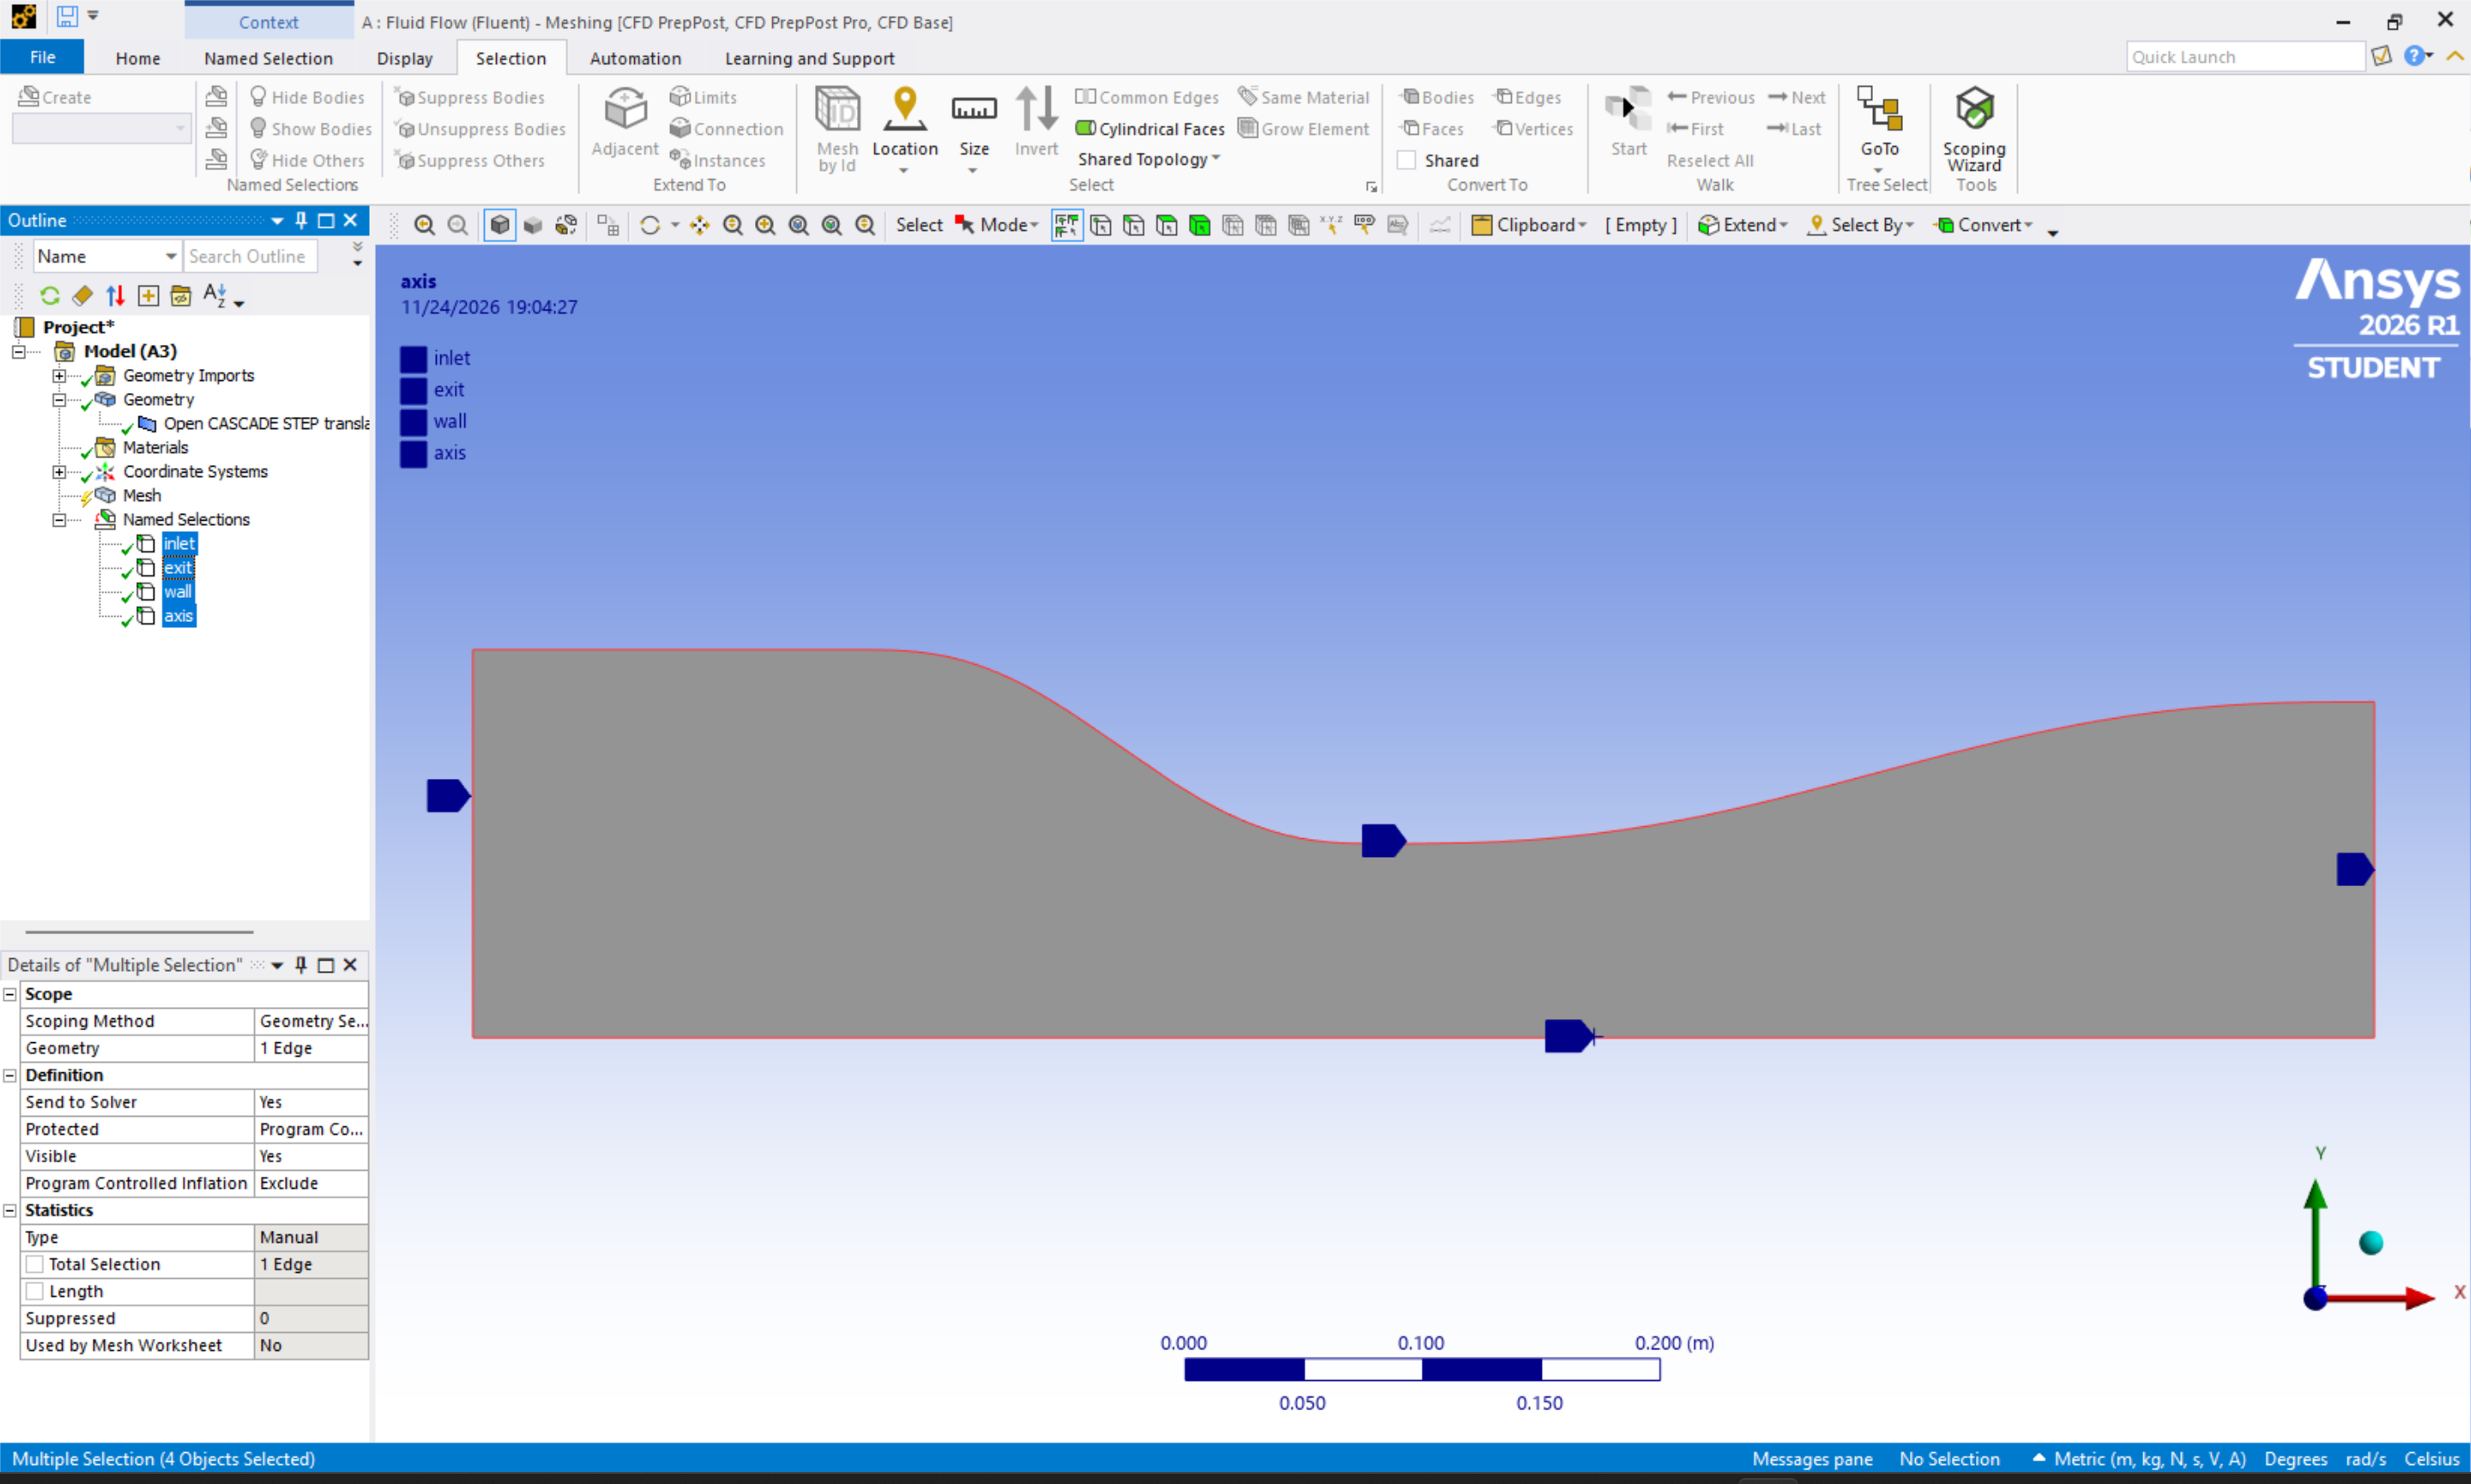 Context
A : Fluid Flow (Fluent) - Meshing [CFD PrepPost, CFD PrepPost Pro, CFD Base]
File Home Named Selection Display Selection Automation Learning and Support Quick Launch
Create
Hide Bodies
Show Bodies
Hide Others
Named Selections
Suppress Bodies
Unsuppress Bodies
Suppress Others
Adjacent
Limits
Connection
Instances
Extend To
Mesh by Id
Location
Size
Invert
Common Edges
Cylindrical Faces
Shared Topology
Same Material
Grow Element
Select
Bodies
Edges
Faces
Vertices
Shared
Convert To
Start
Previous
Next
First
Last
Reselect All
Walk
GoTo
Tree Select
Scoping Wizard
Tools
Outline
Name
Search Outline
Select Mode Clipboard [ Empty ] Extend Select By Convert
Project*
Model (A3)
Geometry Imports
Geometry
Open CASCADE STEP transla
Materials
Coordinate Systems
Mesh
Named Selections
inlet
exit
wall
axis
axis
11/24/2026 19:04:27
inlet
exit
wall
axis
Ansys
2026 R1
STUDENT
Details of "Multiple Selection"
Scope
Scoping Method Geometry Se...
Geometry 1 Edge
Definition
Send to Solver Yes
Protected Program Co...
Visible Yes
Program Controlled Inflation Exclude
Statistics
Type Manual
Total Selection 1 Edge
Length
Suppressed 0
Used by Mesh Worksheet No
Y
X
0.000 0.100 0.200 (m)
0.050 0.150
Multiple Selection (4 Objects Selected) Messages pane No Selection Metric (m, kg, N, s, V, A) Degrees rad/s Celsius